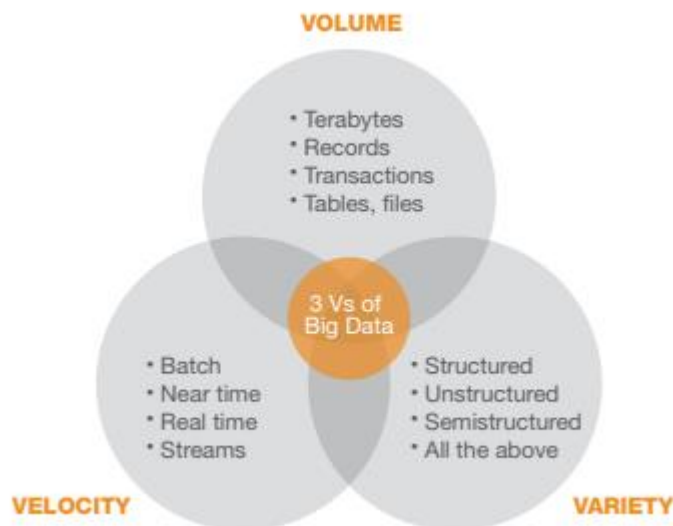 VOLUME
• Terabytes
• Records
• Transactions
• Tables, files
3 Vs of
Big Data
• Batch
• Near time
• Real time
• Streams
• Structured
• Unstructured
• Semistructured
• All the above
VELOCITY
VARIETY